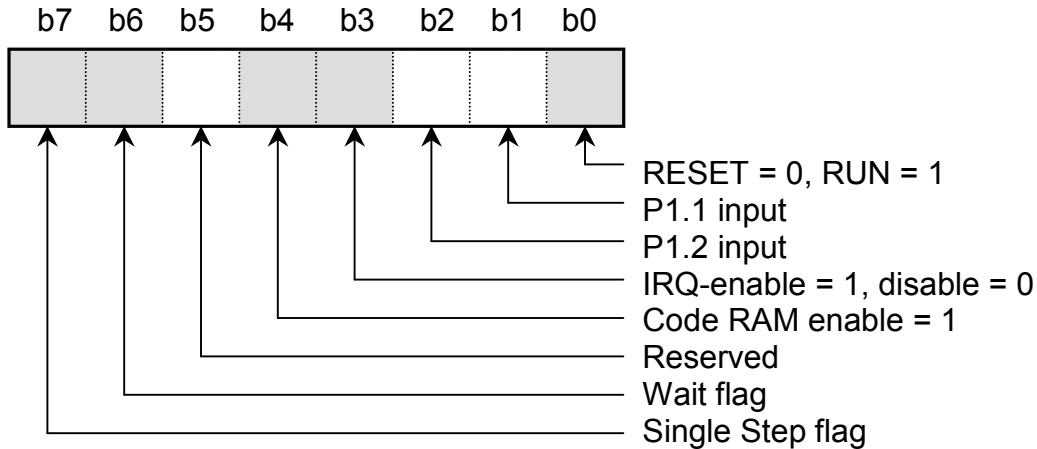 b7 b6 b5 b4 b3 b2 b1 b0
RESET = 0, RUN = 1
P1.1 input
P1.2 input
IRQ-enable = 1, disable = 0
Code RAM enable = 1
Reserved
Wait flag
Single Step flag